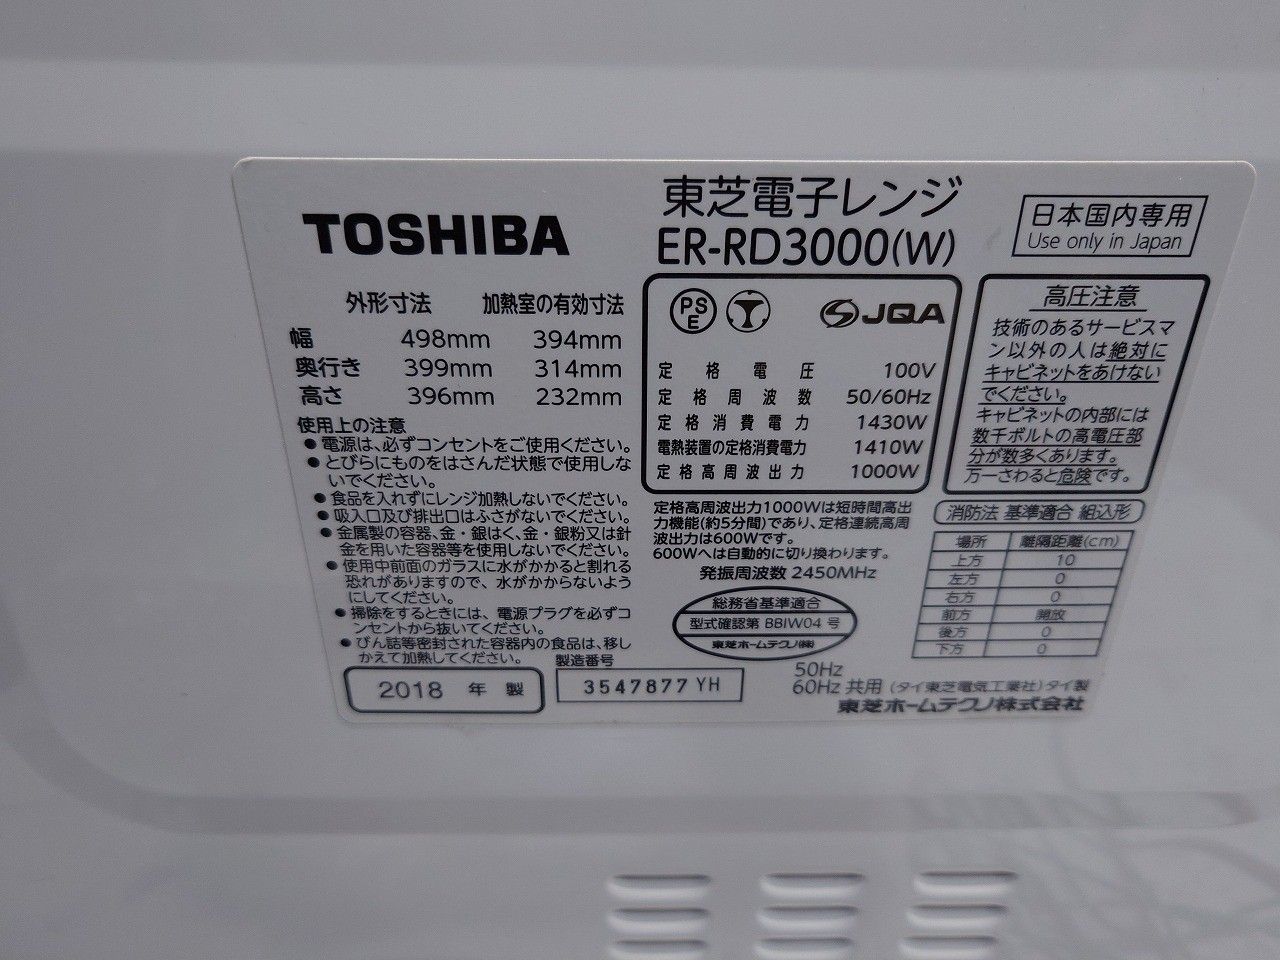 TOSHIBA
東芝電子レンジ
ER-RD3000(W)
日本国内専用
Use only in Japan
外形寸法 加熱室の有効寸法
幅 498mm 394mm
奥行き 399mm 314mm
高さ 396mm 232mm
使用上の注意
●電源は、必ずコンセントをご使用ください。
●とびらにものをはさんだ状態で使用しな
いでください。
●食品を入れずにレンジ加熱しないでください。
●吸入口及び排出口はふさがないでください。
●金属製の容器、金・銀はく、金・銀粉又は針
金を用いた容器等を使用しないでください。
●使用中前面のガラスに水がかかると割れる
恐れがありますので、水がかからないよう
にしてください。
●掃除をするときには、電源プラグを必ずコ
ンセントから抜いてください。
●びん詰等密封された容器内の食品は、移し
かえて加熱してください。
2018 年 製
製造番号
3547877 YH
PS
E
JQA
定格電圧 100V
定格周波数 50/60Hz
定格消費電力 1430W
電熱装置の定格消費電力 1410W
定格高周波出力 1000W
定格高周波出力1000Wは短時間高出
力機能(約5分間)であり、定格連続高周
波出力は600Wです。
600Wへは自動的に切り換わります。
発振周波数 2450MHz
総務省基準適合
型式確認第 BBIW04 号
東芝ホームテクノ(株)
高圧注意
技術のあるサービスマ
ン以外の人は絶対に
キャビネットをあけない
でください。
キャビネットの内部には
数千ボルトの高電圧部
分が数多くあります。
万一さわると危険です。
消防法 基準適合 組込形
場所 離隔距離(cm)
上方 10
左方 0
右方 0
前方 開放
後方 0
下方 0
50Hz
60Hz 共用 (タイ東芝電気工業社)タイ製
東芝ホームテクノ株式会社